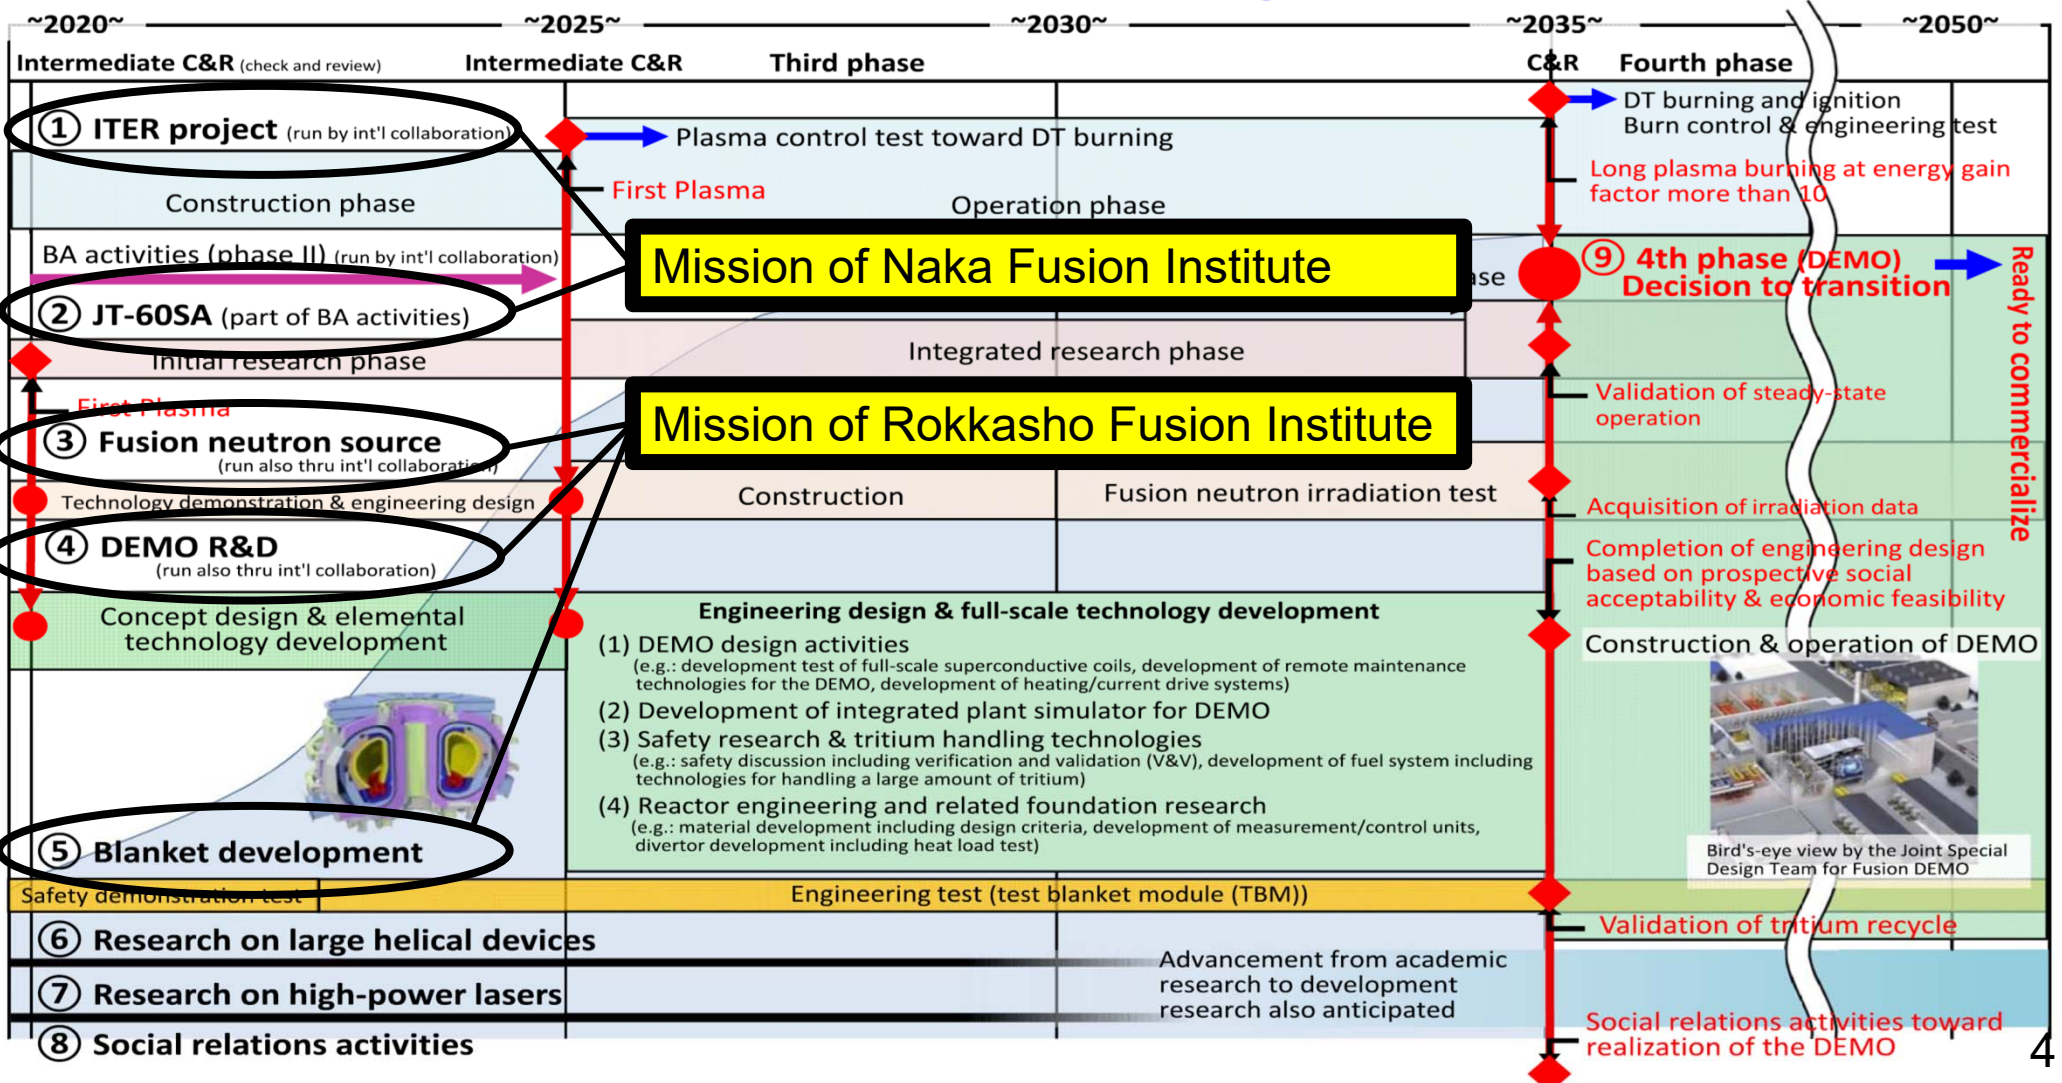 ~2020~ ~2025~ ~2030~ ~2035~ ~2050~
Intermediate C&R (check and review) Intermediate C&R Third phase C&R Fourth phase
① ITER project (run by int'l collaboration)
Construction phase
Plasma control test toward DT burning
First Plasma
Operation phase
DT burning and ignition
Burn control & engineering test
Long plasma burning at energy gain
factor more than 10
BA activities (phase II) (run by int'l collaboration)
Mission of Naka Fusion Institute
② JT-60SA (part of BA activities)
Initial research phase
First Plasma
Integrated research phase
⑨ 4th phase (DEMO)
Decision to transition
Ready to commercialize
Validation of steady-state
operation
Mission of Rokkasho Fusion Institute
③ Fusion neutron source
(run also thru int'l collaboration)
Technology demonstration & engineering design
Construction
Fusion neutron irradiation test
Acquisition of irradiation data
④ DEMO R&D
(run also thru int'l collaboration)
Concept design & elemental
technology development
Completion of engineering design
based on prospective social
acceptability & economic feasibility
Engineering design & full-scale technology development
(1) DEMO design activities
(e.g.: development test of full-scale superconductive coils, development of remote maintenance
technologies for the DEMO, development of heating/current drive systems)
(2) Development of integrated plant simulator for DEMO
(3) Safety research & tritium handling technologies
(e.g.: safety discussion including verification and validation (V&V), development of fuel system including
technologies for handling a large amount of tritium)
(4) Reactor engineering and related foundation research
(e.g.: material development including design criteria, development of measurement/control units,
divertor development including heat load test)
Construction & operation of DEMO
Bird's-eye view by the Joint Special
Design Team for Fusion DEMO
⑤ Blanket development
Safety demonstration test
Engineering test (test blanket module (TBM))
Validation of tritium recycle
⑥ Research on large helical devices
⑦ Research on high-power lasers
Advancement from academic
research to development
research also anticipated
⑧ Social relations activities
Social relations activities toward
realization of the DEMO
4